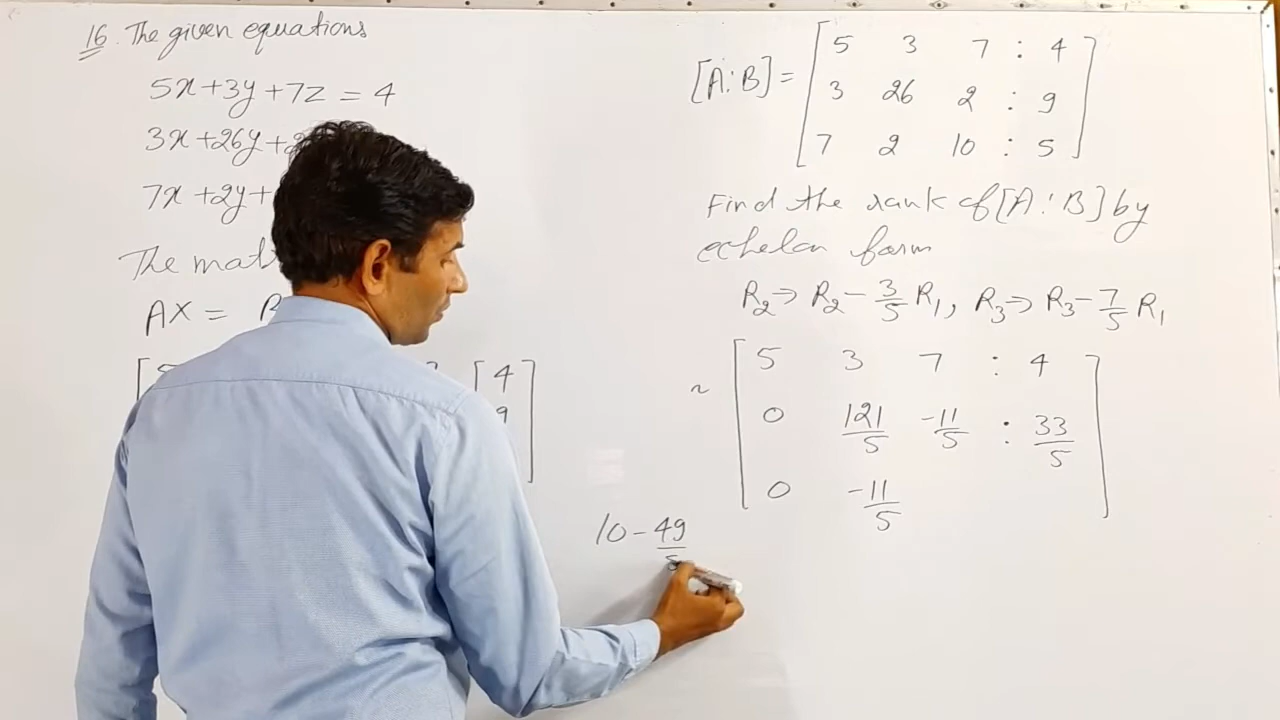 16. The given equations
5x+3y+7z = 4
3x+26y+
7x+2y+
The mat
AX = B
[ 4
9
[A:B] = [ 5 3 7 : 4 ]
3 26 2 : 9
7 2 10 : 5
Find the rank of [A:B] by
echelon form
R₂→ R₂ - 3/5 R₁, R₃→ R₃ - 7/5 R₁
~ [ 5 3 7 : 4 ]
0 121/5 -11/5 : 33/5
0 -11/5
10 - 49/5